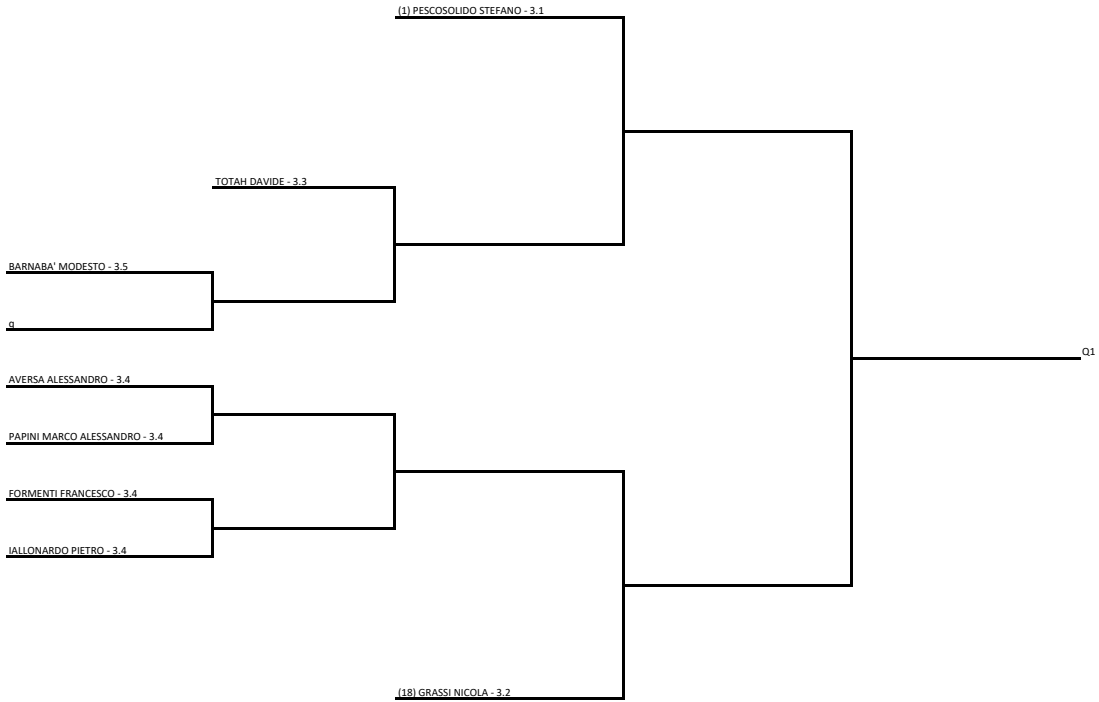 (1) PESCOSOLIDO STEFANO - 3.1
TOTAH DAVIDE - 3.3
BARNABA' MODESTO - 3.5
q
AVERSA ALESSANDRO - 3.4
Q1
PAPINI MARCO ALESSANDRO - 3.4
FORMENTI FRANCESCO - 3.4
IALLONARDO PIETRO - 3.4
(18) GRASSI NICOLA - 3.2